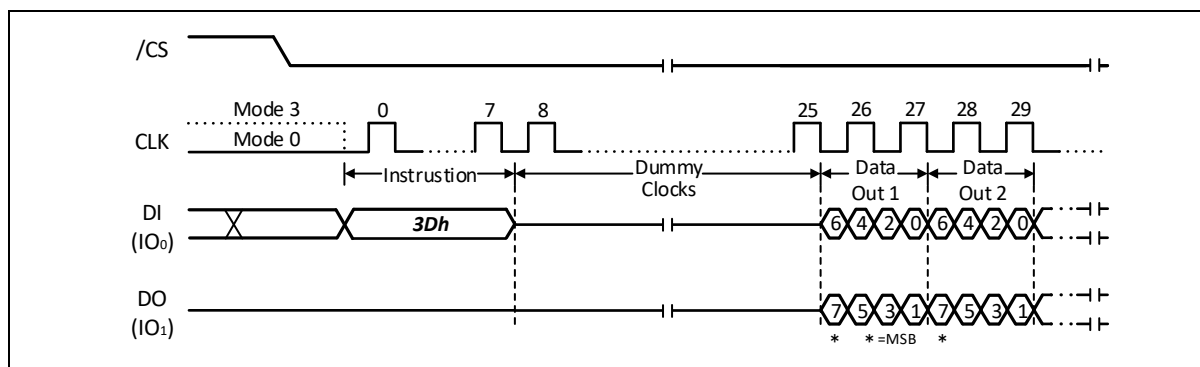 /CS
Mode 3
Mode 0
CLK
0 7 8 25 26 27 28 29
Instrustion
Dummy
Clocks
Data
Out 1
Data
Out 2
DI
(IO₀)
3Dh
6 4 2 0 6 4 2 0
DO
(IO₁)
7 5 3 1 7 5 3 1
* * =MSB *